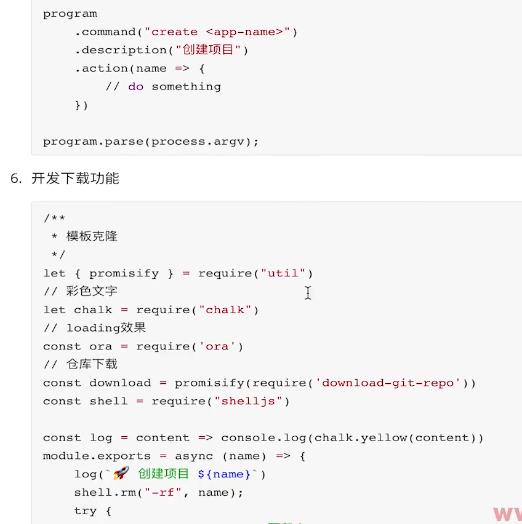 program
    .command("create <app-name>")
    .description("创建项目")
    .action(name => {
        // do something
    })
program.parse(process.argv);
6. 开发下载功能
/**
 * 模板克隆
 */
let { promisify } = require("util")
// 彩色文字
let chalk = require("chalk")
// loading效果
const ora = require('ora')
// 仓库下载
const download = promisify(require('download-git-repo'))
const shell = require("shelljs")
const log = content => console.log(chalk.yellow(content))
module.exports = async (name) => {
    log(`🚀 创建项目 ${name}`)
    shell.rm("-rf", name);
    try {